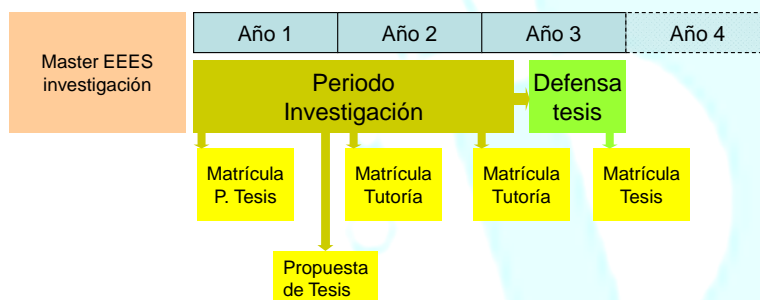 Año 1
Año 2
Año 3
Año 4
Master EEES
investigación
Periodo
Investigación
Defensa
tesis
Matrícula
P. Tesis
Matrícula
Tutoría
Matrícula
Tutoría
Matrícula
Tesis
Propuesta
de Tesis